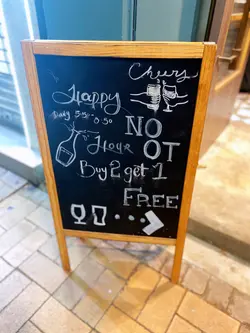 Cheers
Happy
Daily 5:30-
8:30
NO
Hour OT
Buy 2 get 1
FREE